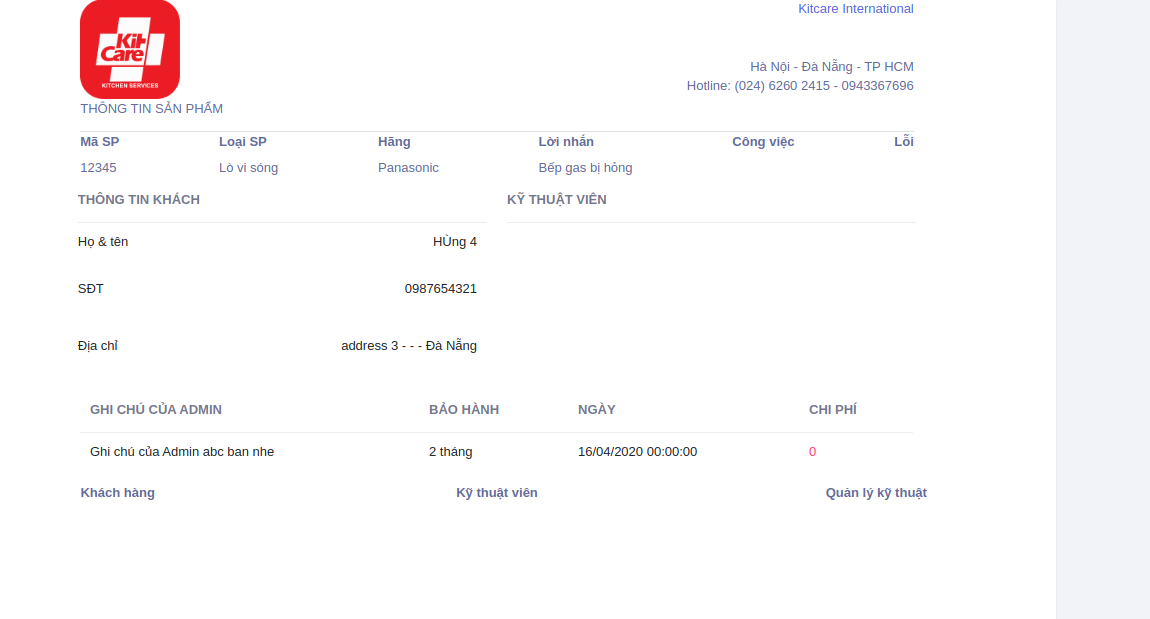 Kit
Care
KITCHEN SERVICES
Kitcare International
Hà Nội - Đà Nẵng - TP HCM
Hotline: (024) 6260 2415 - 0943367696
THÔNG TIN SẢN PHẨM
Mã SP Loại SP Hãng Lời nhắn Công việc Lỗi
12345 Lò vi sóng Panasonic Bếp gas bị hỏng
THÔNG TIN KHÁCH KỸ THUẬT VIÊN
Họ & tên HÙng 4
SĐT 0987654321
Địa chỉ address 3 - - - Đà Nẵng
GHI CHÚ CỦA ADMIN BẢO HÀNH NGÀY CHI PHÍ
Ghi chú của Admin abc ban nhe 2 tháng 16/04/2020 00:00:00 0
Khách hàng Kỹ thuật viên Quản lý kỹ thuật